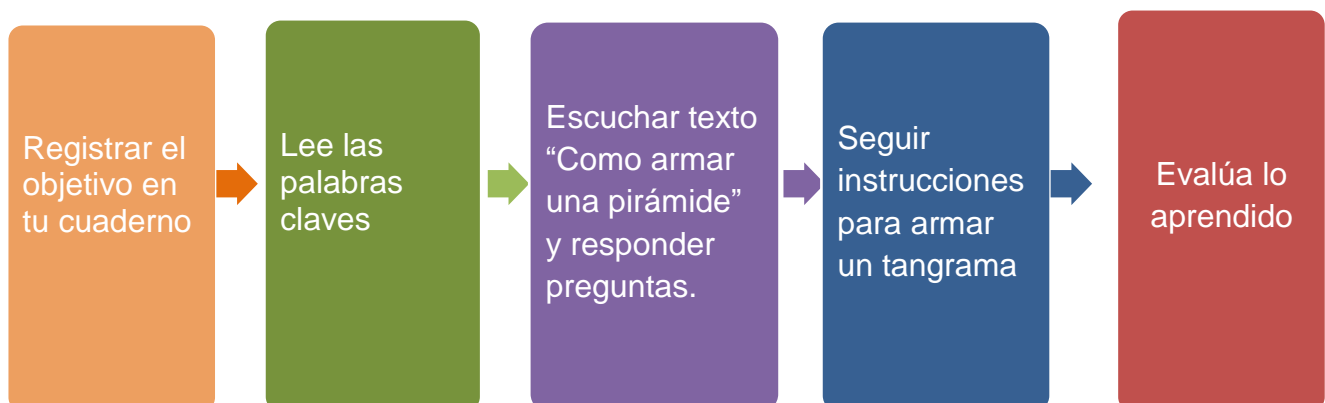 Registrar el
objetivo en
tu cuaderno
Lee las
palabras
claves
Escuchar texto
“Como armar
una pirámide”
y responder
preguntas.
Seguir
instrucciones
para armar
un tangrama
Evalúa lo
aprendido